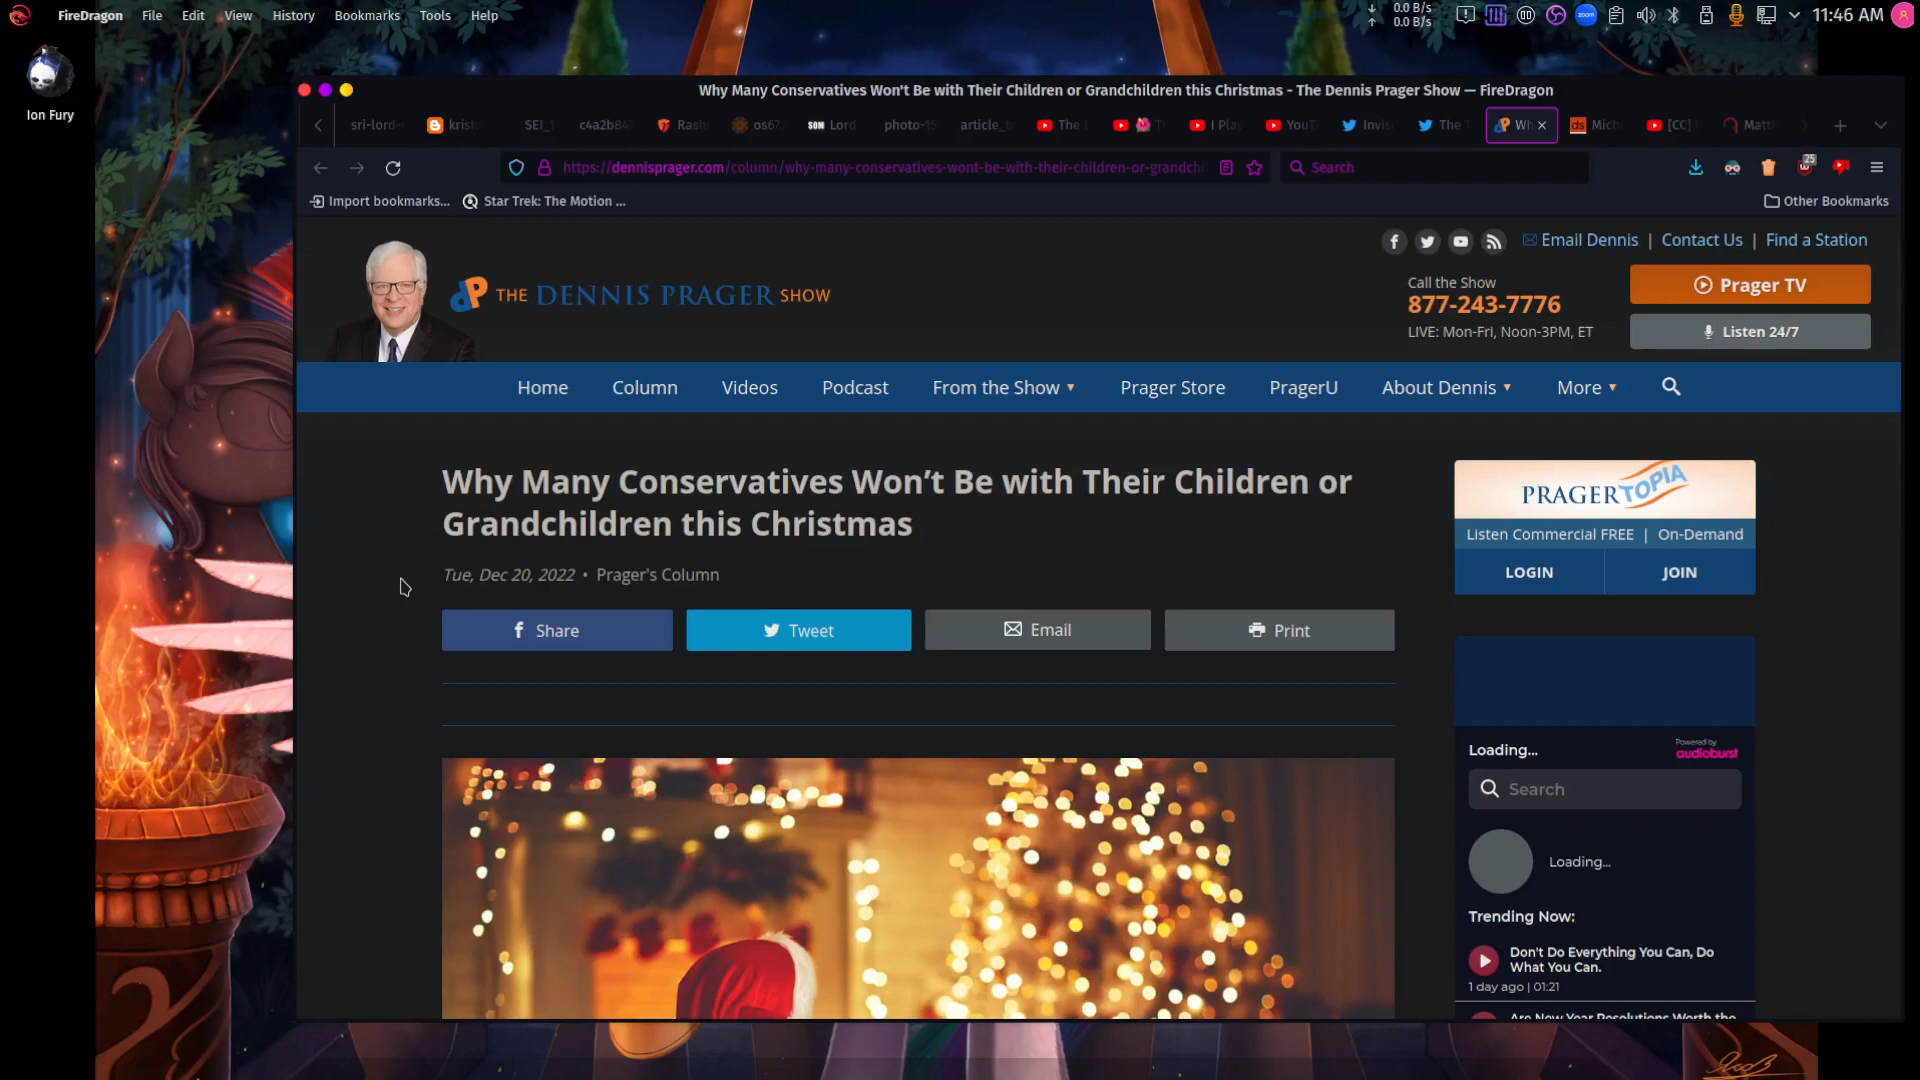 FireDragon File Edit View History Bookmarks Tools Help
0.0 B/s
0.0 B/s
zoom
11:46 AM
Ion Fury
Why Many Conservatives Won't Be with Their Children or Grandchildren this Christmas - The Dennis Prager Show — FireDragon
sri-lord- krish SEI_1 c4a2b84 Rash os67. SOM Lord photo-15 article_t The I Play YouT Invis The T Wh Mich [CC] Matt
https://dennisprager.com/column/why-many-conservatives-wont-be-with-their-children-or-grandchi
Search
25
Import bookmarks... Star Trek: The Motion ...
Other Bookmarks
THE DENNIS PRAGER SHOW
Email Dennis | Contact Us | Find a Station
Call the Show
877-243-7776
LIVE: Mon-Fri, Noon-3PM, ET
Prager TV
Listen 24/7
Home Column Videos Podcast From the Show Prager Store PragerU About Dennis More
Why Many Conservatives Won’t Be with Their Children or
Grandchildren this Christmas
Tue, Dec 20, 2022 • Prager's Column
Share Tweet Email Print
PRAGERTOPIA
Listen Commercial FREE | On-Demand
LOGIN JOIN
Loading...
Powered by
audioburst
Search
Loading...
Trending Now:
Don't Do Everything You Can, Do
What You Can.
1 day ago | 01:21
Are New Year Resolutions Worth the